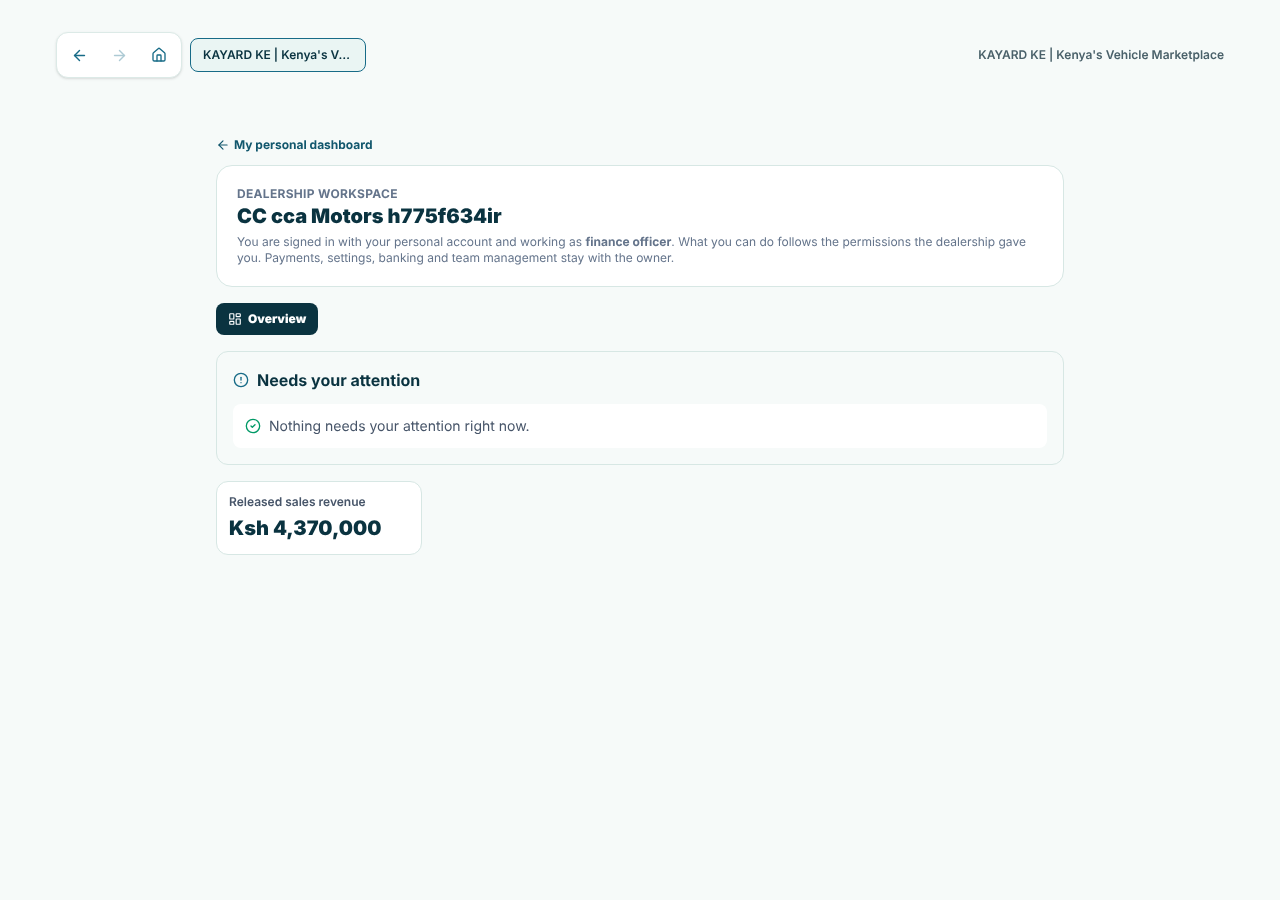 KAYARD KE | Kenya's V...
KAYARD KE | Kenya's Vehicle Marketplace
My personal dashboard
DEALERSHIP WORKSPACE
CC cca Motors h775f634ir
You are signed in with your personal account and working as finance officer. What you can do follows the permissions the dealership gave
you. Payments, settings, banking and team management stay with the owner.
Overview
Needs your attention
Nothing needs your attention right now.
Released sales revenue
Ksh 4,370,000